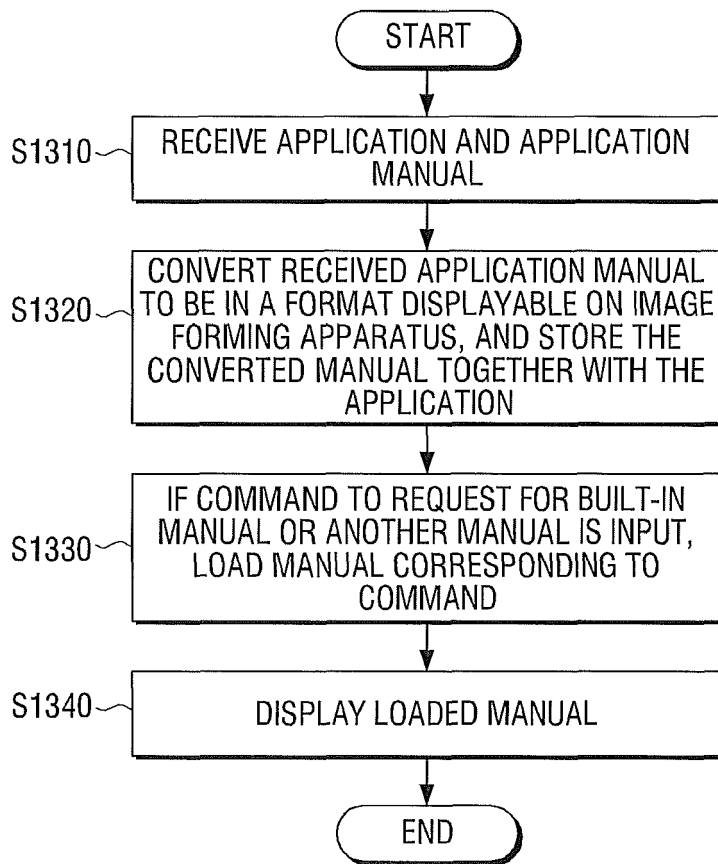 START
S1310
RECEIVE APPLICATION AND APPLICATION
MANUAL
S1320
CONVERT RECEIVED APPLICATION MANUAL
TO BE IN A FORMAT DISPLAYABLE ON IMAGE
FORMING APPARATUS, AND STORE THE
CONVERTED MANUAL TOGETHER WITH THE
APPLICATION
S1330
IF COMMAND TO REQUEST FOR BUILT-IN
MANUAL OR ANOTHER MANUAL IS INPUT,
LOAD MANUAL CORRESPONDING TO
COMMAND
S1340
DISPLAY LOADED MANUAL
END